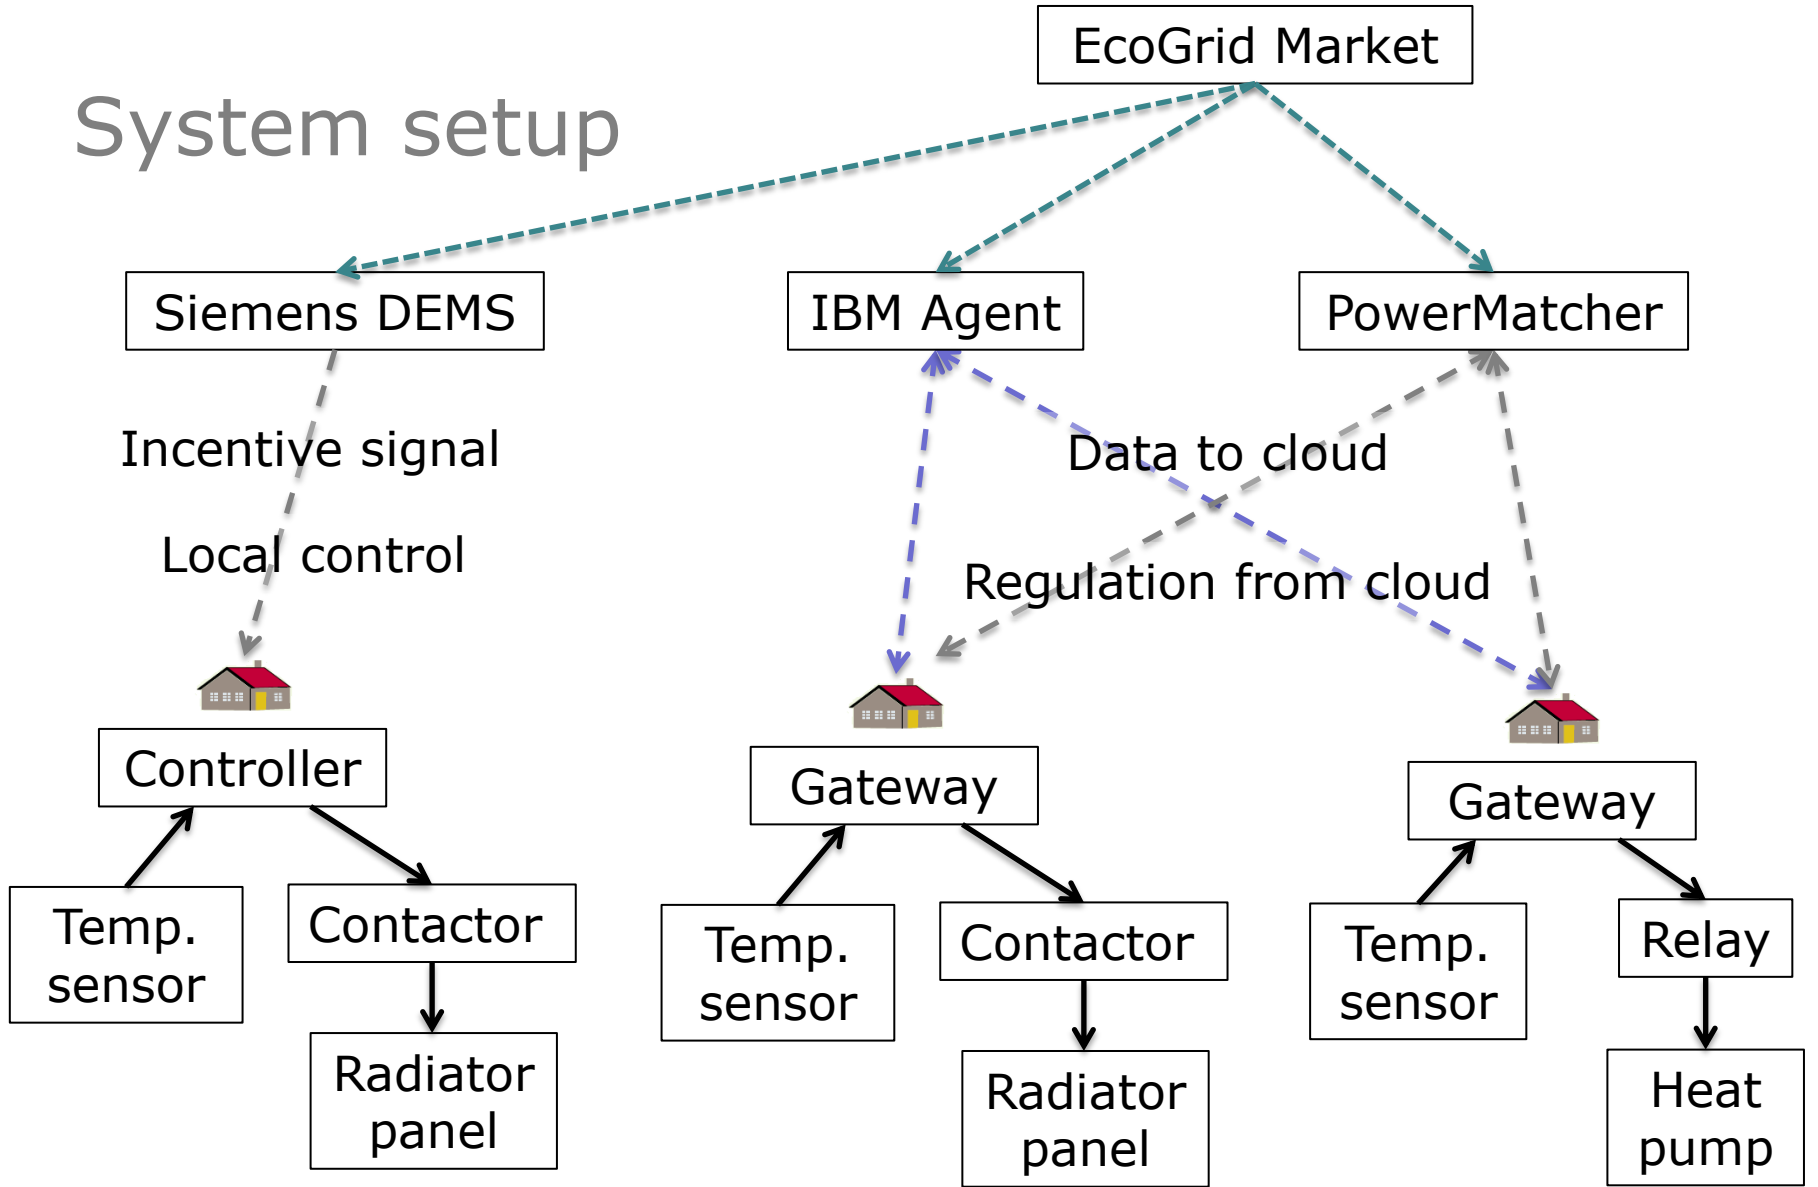 EcoGrid Market
System setup
Siemens DEMS
IBM Agent
PowerMatcher
Incentive signal
Local control
Data to cloud
Regulation from cloud
Controller
Temp.
sensor
Contactor
Radiator
panel
Gateway
Temp.
sensor
Contactor
Radiator
panel
Gateway
Temp.
sensor
Relay
Heat
pump